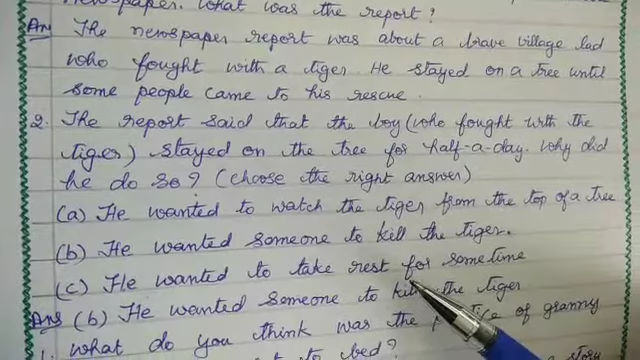 newspaper. What was the report?
Ans The newspaper report was about a brave village lad
who fought with a tiger. He stayed on a tree until
some people came to his rescue.
2. The report said that the boy (who fought with the
tiger) stayed on the tree for half-a-day. Why did
he do so? (choose the right answer)
(a) He wanted to watch the tiger from the top of a tree
(b) He wanted someone to kill the tiger.
(c) He wanted to take rest for sometime
Ans (b) He wanted someone to kill the tiger
1. What do you think was the of granny
to bed? story